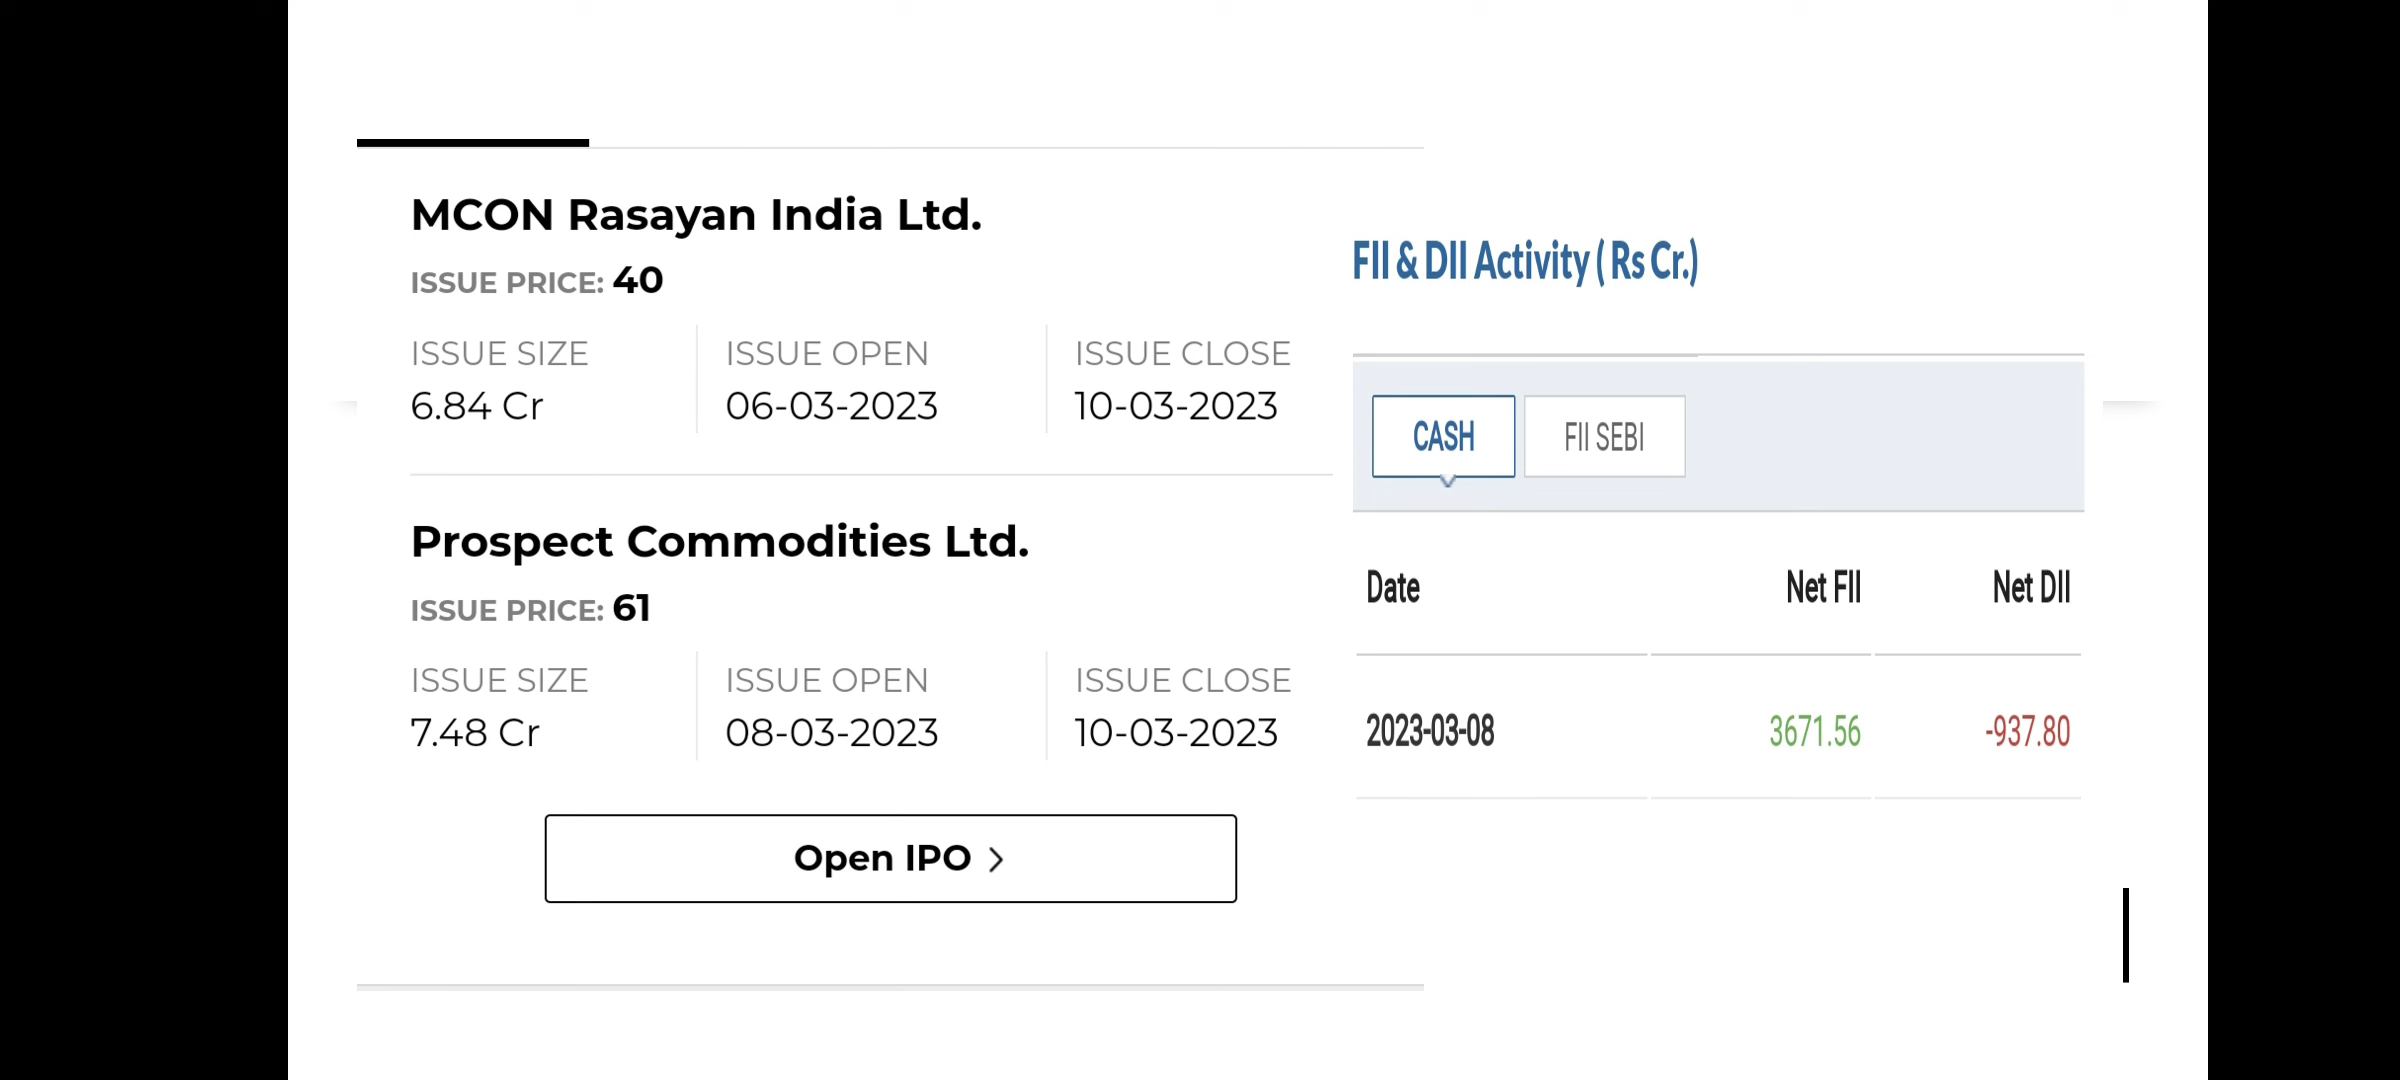 MCON Rasayan India Ltd.
ISSUE PRICE: 40
ISSUE SIZE ISSUE OPEN ISSUE CLOSE
6.84 Cr 06-03-2023 10-03-2023
Prospect Commodities Ltd.
ISSUE PRICE: 61
ISSUE SIZE ISSUE OPEN ISSUE CLOSE
7.48 Cr 08-03-2023 10-03-2023
Open IPO >
FII & DII Activity ( Rs Cr.)
CASH FII SEBI
Date Net FII Net DII
2023-03-08 3671.56 -937.80